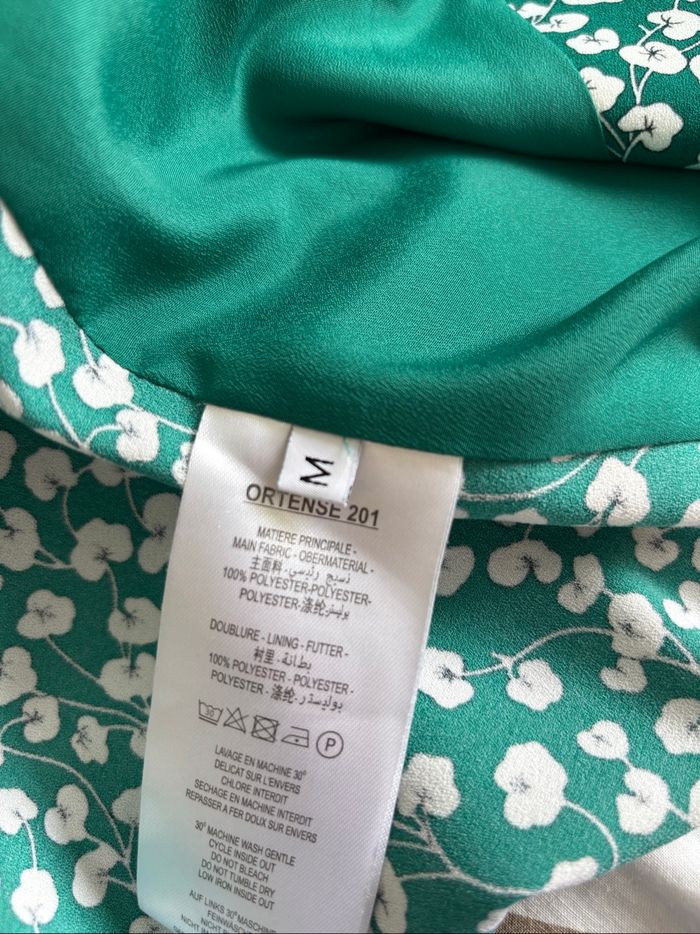 M
ORTENSE 201
MATIERE PRINCIPALE -
MAIN FABRIC - OBERMATERIAL -
主面料- نسيج رئيسي -
100% POLYESTER-POLYESTER-
POLYESTER-涤纶-بوليستر
DOUBLURE - LINING - FUTTER -
衬里 - بطانة -
100% POLYESTER - POLYESTER -
POLYESTER - 涤纶 - بوليستر
P
LAVAGE EN MACHINE 30°
DELICAT SUR L'ENVERS
CHLORE INTERDIT
SECHAGE EN MACHINE INTERDIT
REPASSER A FER DOUX SUR ENVERS
30° MACHINE WASH GENTLE
CYCLE INSIDE OUT
DO NOT BLEACH
DO NOT TUMBLE DRY
LOW IRON INSIDE OUT
AUF LINKS 30° MASCHIN
FEINWÄSCH
NICHT